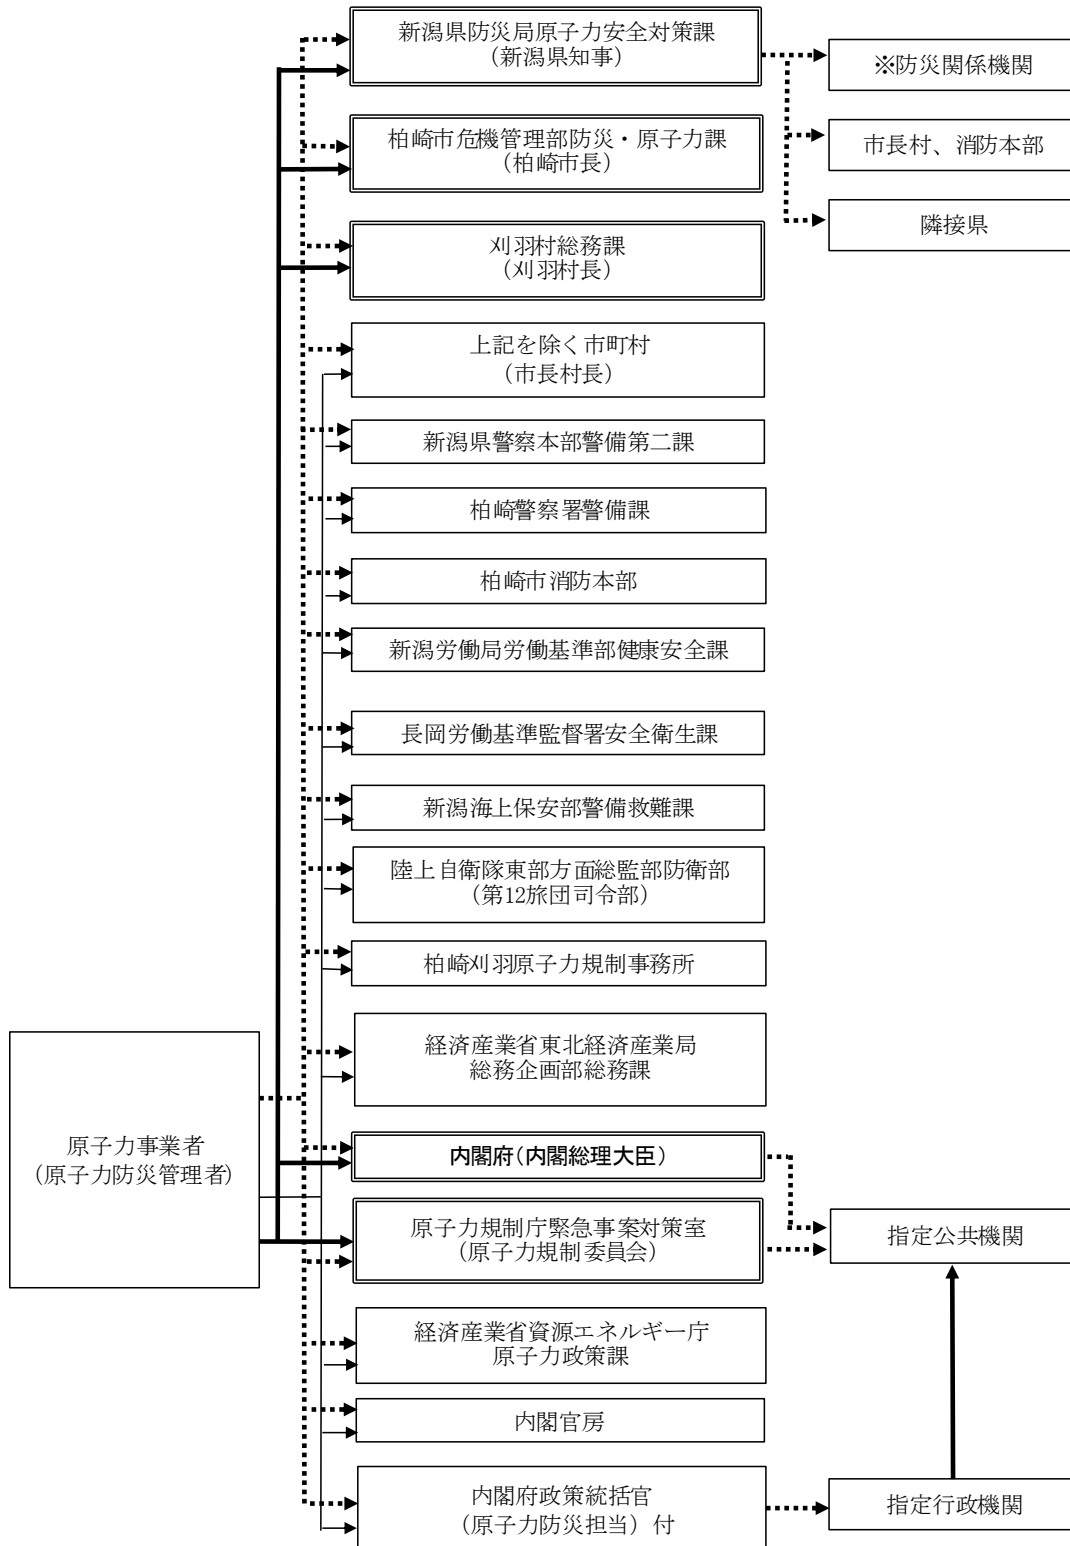 新潟県防災局原子力安全対策課
(新潟県知事)
※防災関係機関
柏崎市危機管理部防災・原子力課
(柏崎市長)
市長村、消防本部
刈羽村総務課
(刈羽村長)
隣接県
上記を除く市町村
(市長村長)
新潟県警察本部警備第二課
柏崎警察署警備課
柏崎市消防本部
新潟労働局労働基準部健康安全課
長岡労働基準監督署安全衛生課
新潟海上保安部警備救難課
陸上自衛隊東部方面総監部防衛部
(第12旅団司令部)
柏崎刈羽原子力規制事務所
経済産業省東北経済産業局
総務企画部総務課
原子力事業者
(原子力防災管理者)
内閣府(内閣総理大臣)
原子力規制庁緊急事案対策室
(原子力規制委員会)
指定公共機関
経済産業省資源エネルギー庁
原子力政策課
内閣官房
内閣府政策統括官
(原子力防災担当)付
指定行政機関